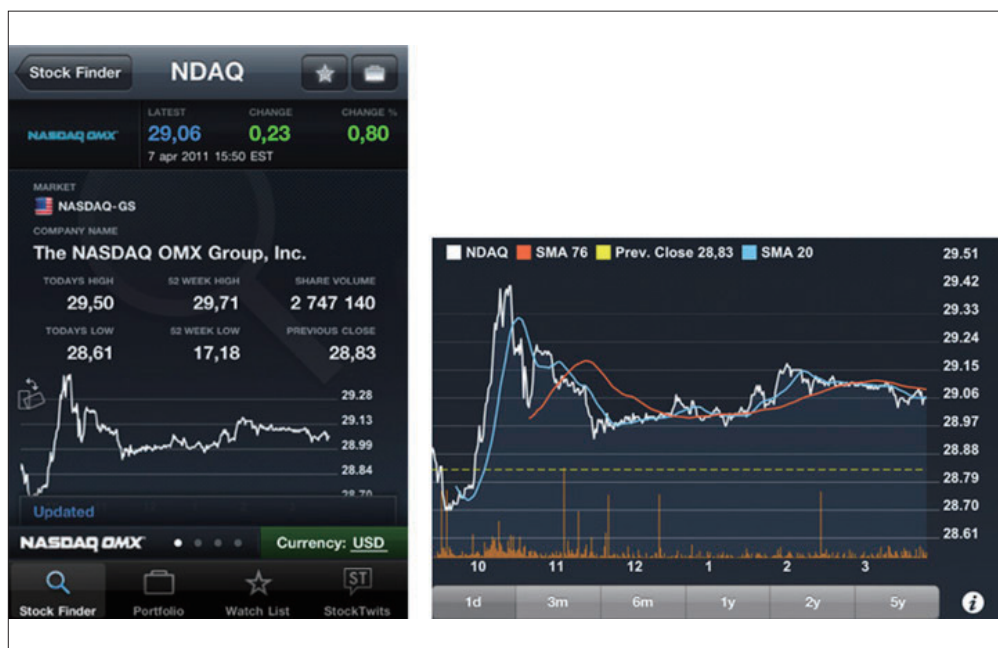 Stock Finder NDAQ
LATEST CHANGE CHANGE %
NASDAQ OMX 29,06 0,23 0,80
7 apr 2011 15:50 EST
MARKET
NASDAQ-GS
COMPANY NAME
The NASDAQ OMX Group, Inc.
TODAYS HIGH 52 WEEK HIGH SHARE VOLUME
29,50 29,71 2 747 140
TODAYS LOW 52 WEEK LOW PREVIOUS CLOSE
28,61 17,18 28,83
29.28
29.13
28.99
28.84
28.70
Updated
NASDAQ OMX Currency: USD
ST
Stock Finder Portfolio Watch List StockTwits
NDAQ SMA 76 Prev. Close 28,83 SMA 20
29.51
29.42
29.33
29.24
29.15
29.06
28.97
28.88
28.79
28.70
28.61
10 11 12 1 2 3
1d 3m 6m 1y 2y 5y i